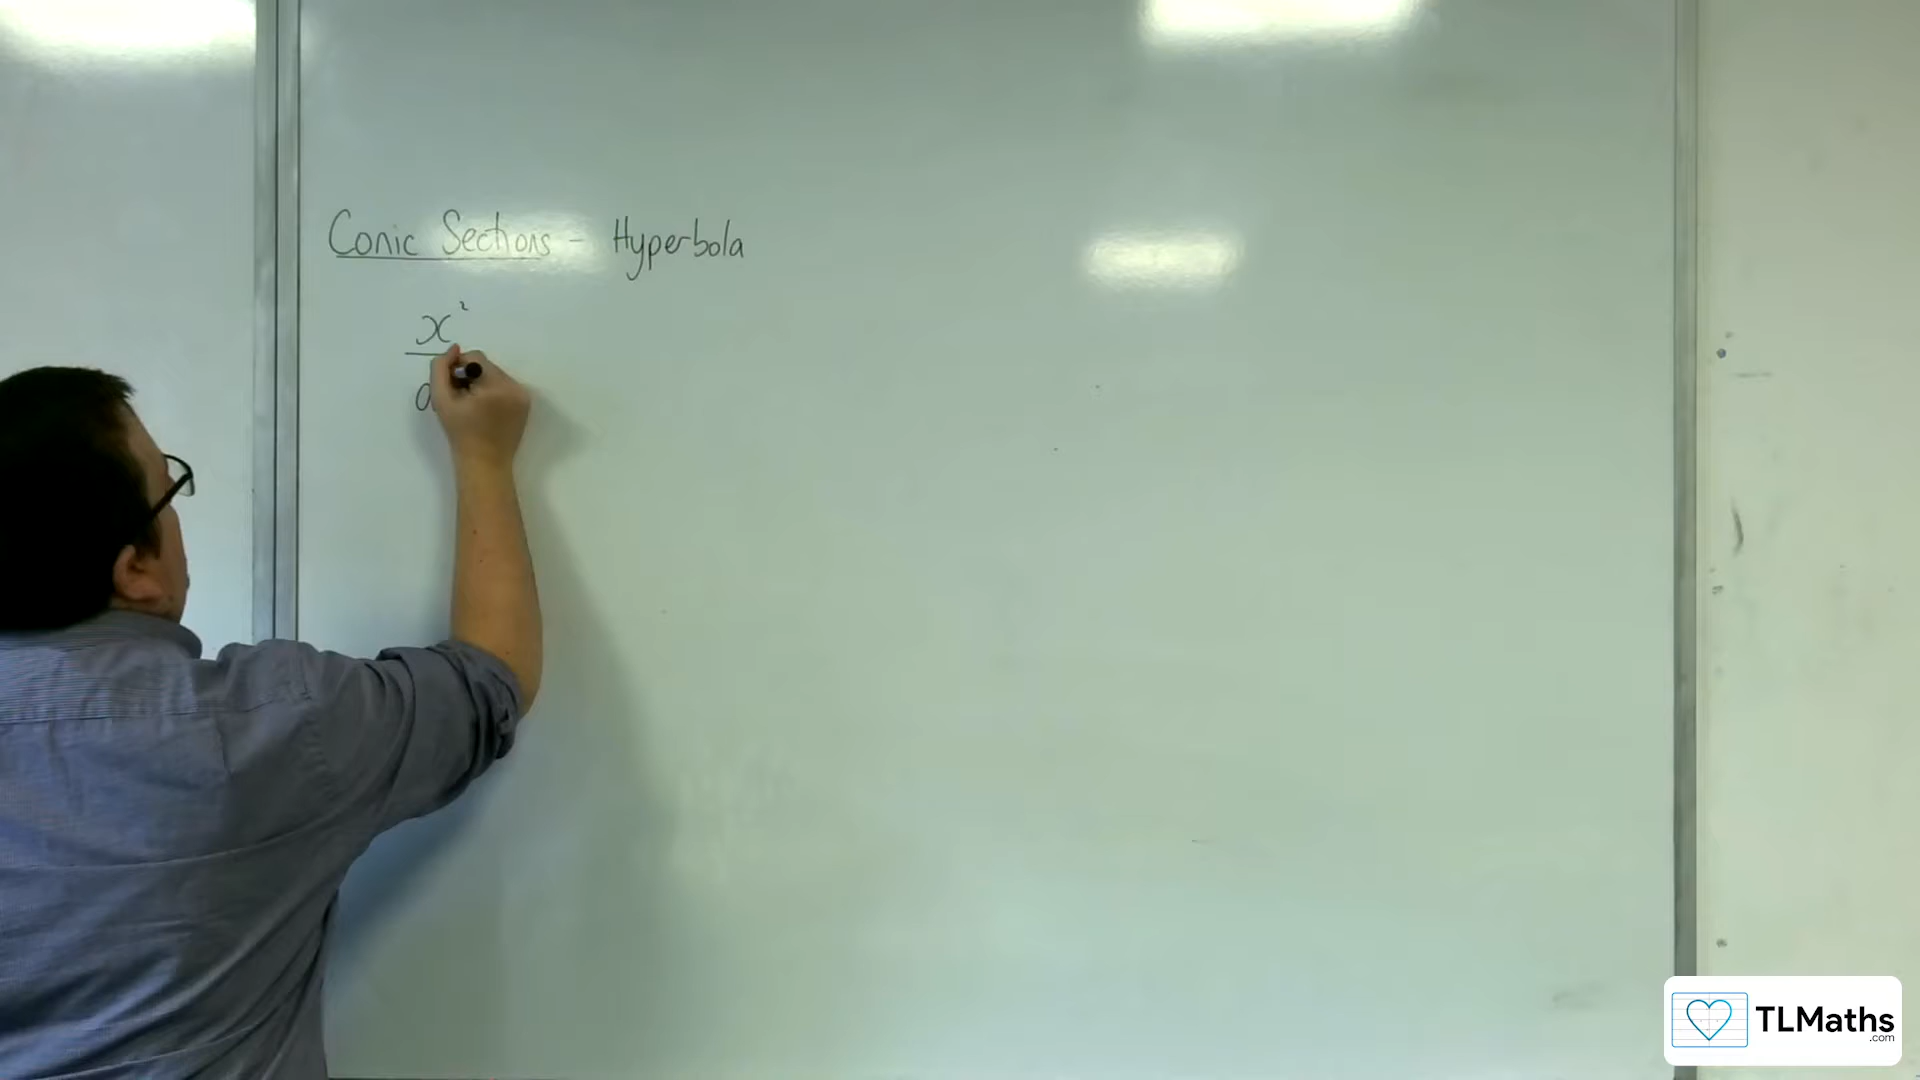 Conic Sections - Hyperbola
x²
a
TLMaths
.com